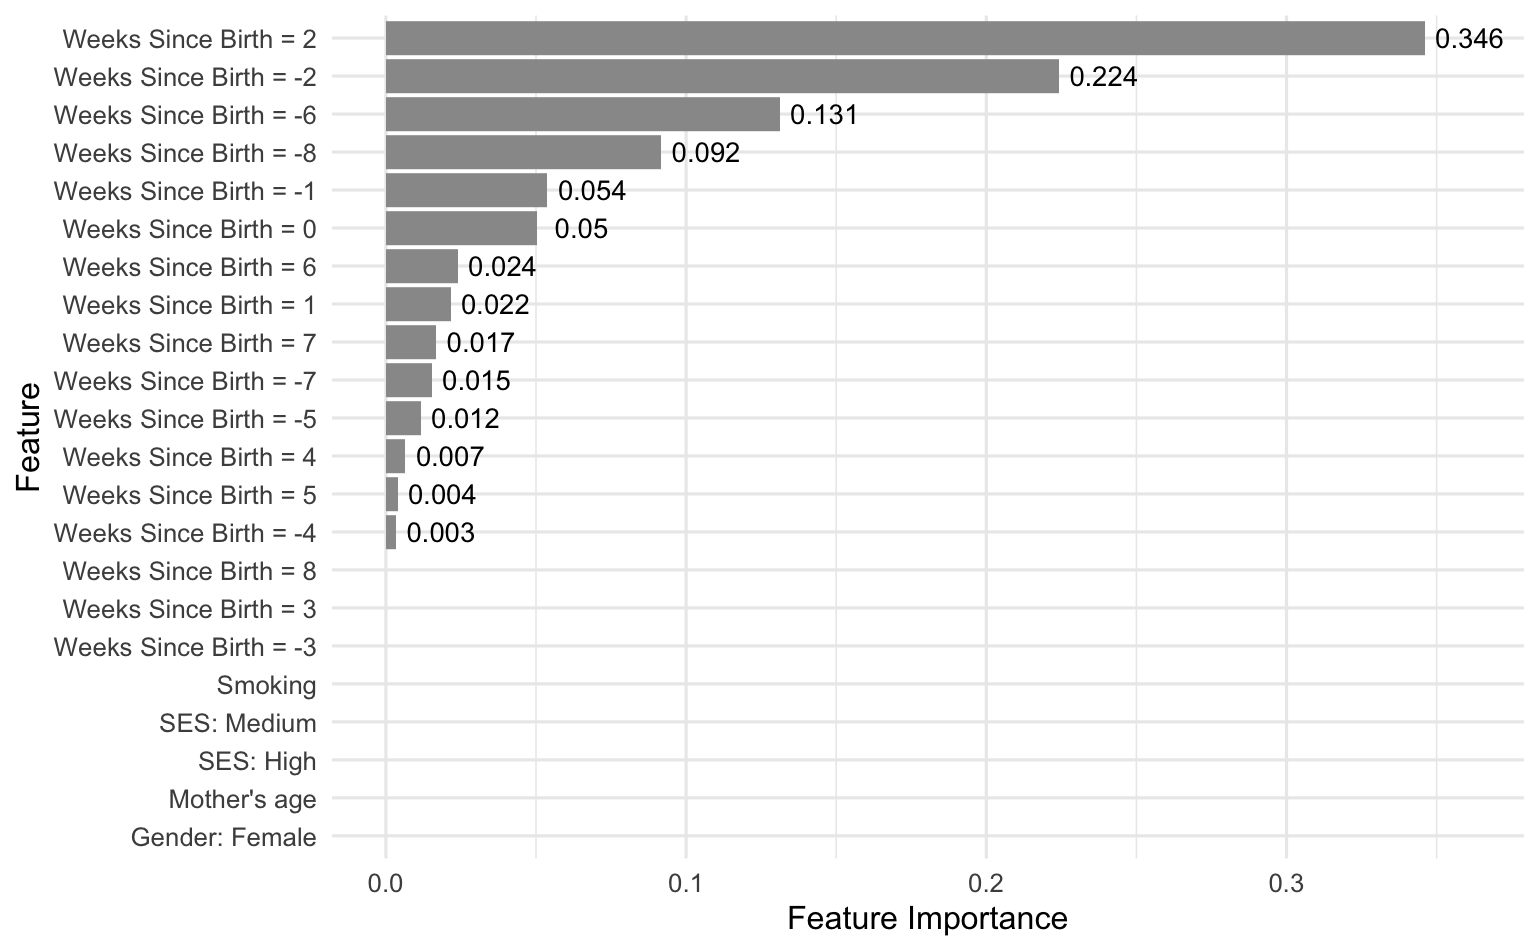 Weeks Since Birth = 2 0.346
Weeks Since Birth = -2 0.224
Weeks Since Birth = -6 0.131
Weeks Since Birth = -8 0.092
Weeks Since Birth = -1 0.054
Weeks Since Birth = 0 0.05
Weeks Since Birth = 6 0.024
Weeks Since Birth = 1 0.022
Weeks Since Birth = 7 0.017
Weeks Since Birth = -7 0.015
Weeks Since Birth = -5 0.012
Weeks Since Birth = 4 0.007
Weeks Since Birth = 5 0.004
Weeks Since Birth = -4 0.003
Weeks Since Birth = 8
Weeks Since Birth = 3
Weeks Since Birth = -3
Smoking
SES: Medium
SES: High
Mother's age
Gender: Female
Feature
0.0 0.1 0.2 0.3
Feature Importance